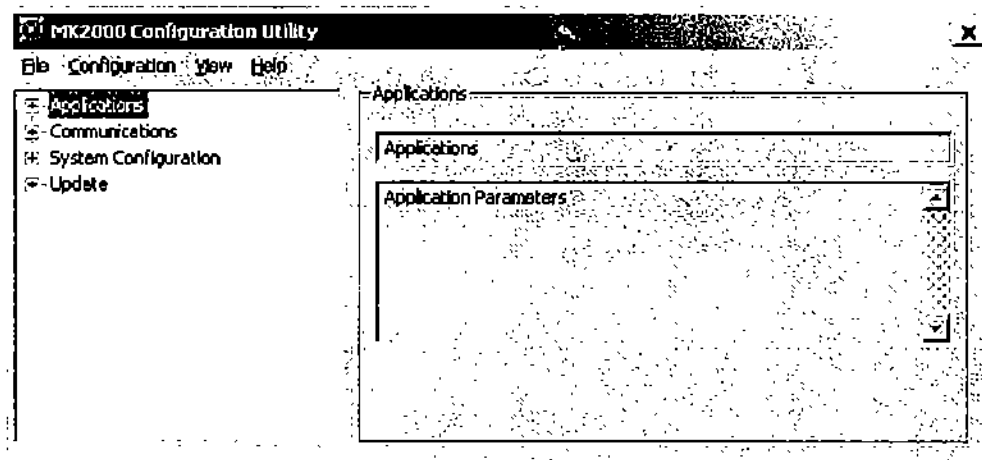 MK2000 Configuration Utility
File Configuration View Help
Applications
Communications
System Configuration
Update
Applications
Applications
Application Parameters